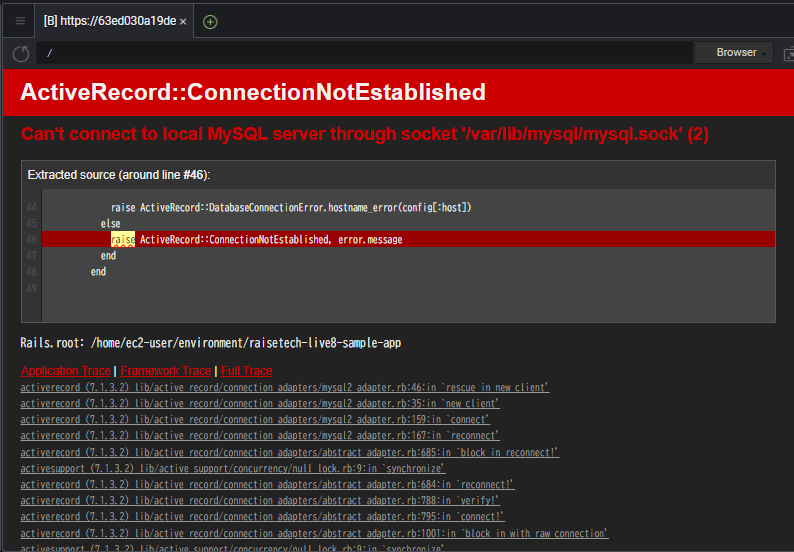 [B] https://63ed030a19de ×
/
Browser
ActiveRecord::ConnectionNotEstablished
Can't connect to local MySQL server through socket '/var/lib/mysql/mysql.sock' (2)
Extracted source (around line #46):
44 raise ActiveRecord::DatabaseConnectionError.hostname_error(config[:host])
45 else
46 raise ActiveRecord::ConnectionNotEstablished, error.message
47 end
48 end
49
Rails.root: /home/ec2-user/environment/raisetech-live8-sample-app
Application Trace | Framework Trace | Full Trace
activerecord (7.1.3.2) lib/active_record/connection_adapters/mysql2_adapter.rb:46:in `rescue in new_client'
activerecord (7.1.3.2) lib/active_record/connection_adapters/mysql2_adapter.rb:35:in `new_client'
activerecord (7.1.3.2) lib/active_record/connection_adapters/mysql2_adapter.rb:159:in `connect'
activerecord (7.1.3.2) lib/active_record/connection_adapters/mysql2_adapter.rb:167:in `reconnect'
activerecord (7.1.3.2) lib/active_record/connection_adapters/abstract_adapter.rb:685:in `block in reconnect!'
activesupport (7.1.3.2) lib/active_support/concurrency/null_lock.rb:9:in `synchronize'
activerecord (7.1.3.2) lib/active_record/connection_adapters/abstract_adapter.rb:684:in `reconnect!'
activerecord (7.1.3.2) lib/active_record/connection_adapters/abstract_adapter.rb:788:in `verify!'
activerecord (7.1.3.2) lib/active_record/connection_adapters/abstract_adapter.rb:795:in `connect!'
activerecord (7.1.3.2) lib/active_record/connection_adapters/abstract_adapter.rb:1001:in `block in with_raw_connection'
activesupport (7.1.3.2) lib/active_support/concurrency/null_lock.rb:9:in `synchronize'